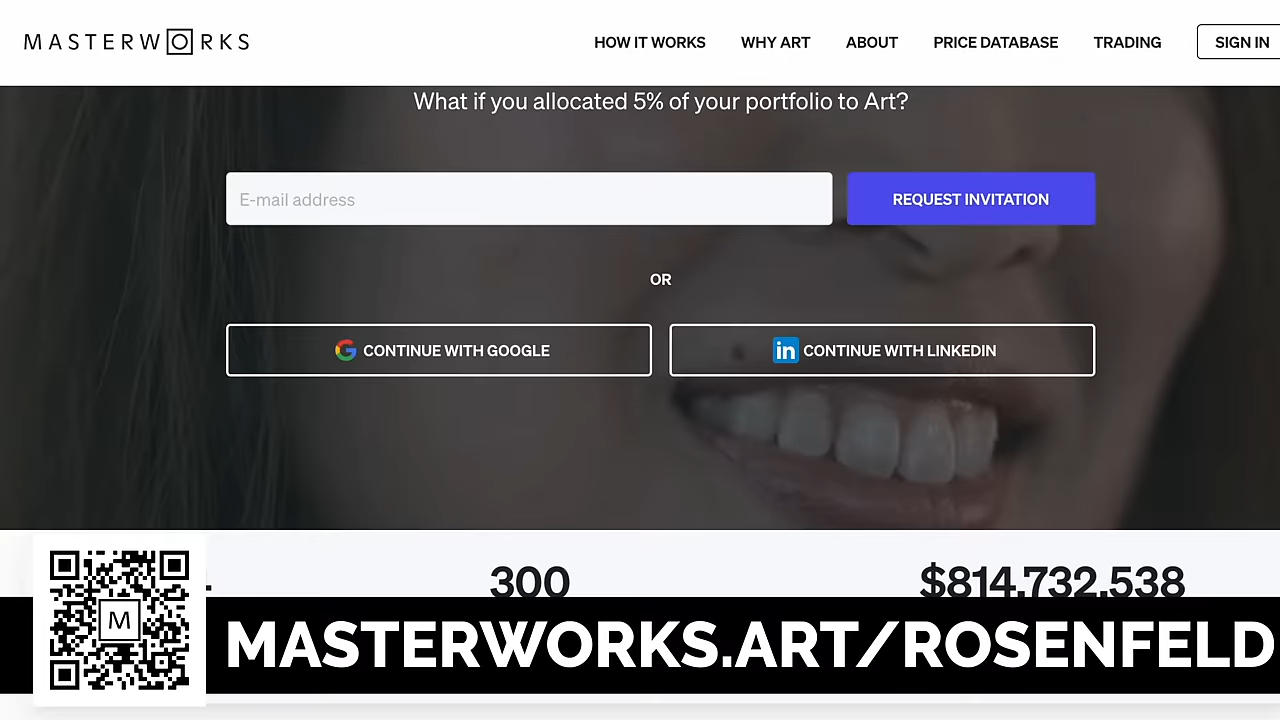 MASTERWORKS
HOW IT WORKS WHY ART ABOUT PRICE DATABASE TRADING SIGN IN
What if you allocated 5% of your portfolio to Art?
E-mail address REQUEST INVITATION
OR
CONTINUE WITH GOOGLE in CONTINUE WITH LINKEDIN
300 $814,732,538
M MASTERWORKS.ART/ROSENFELD